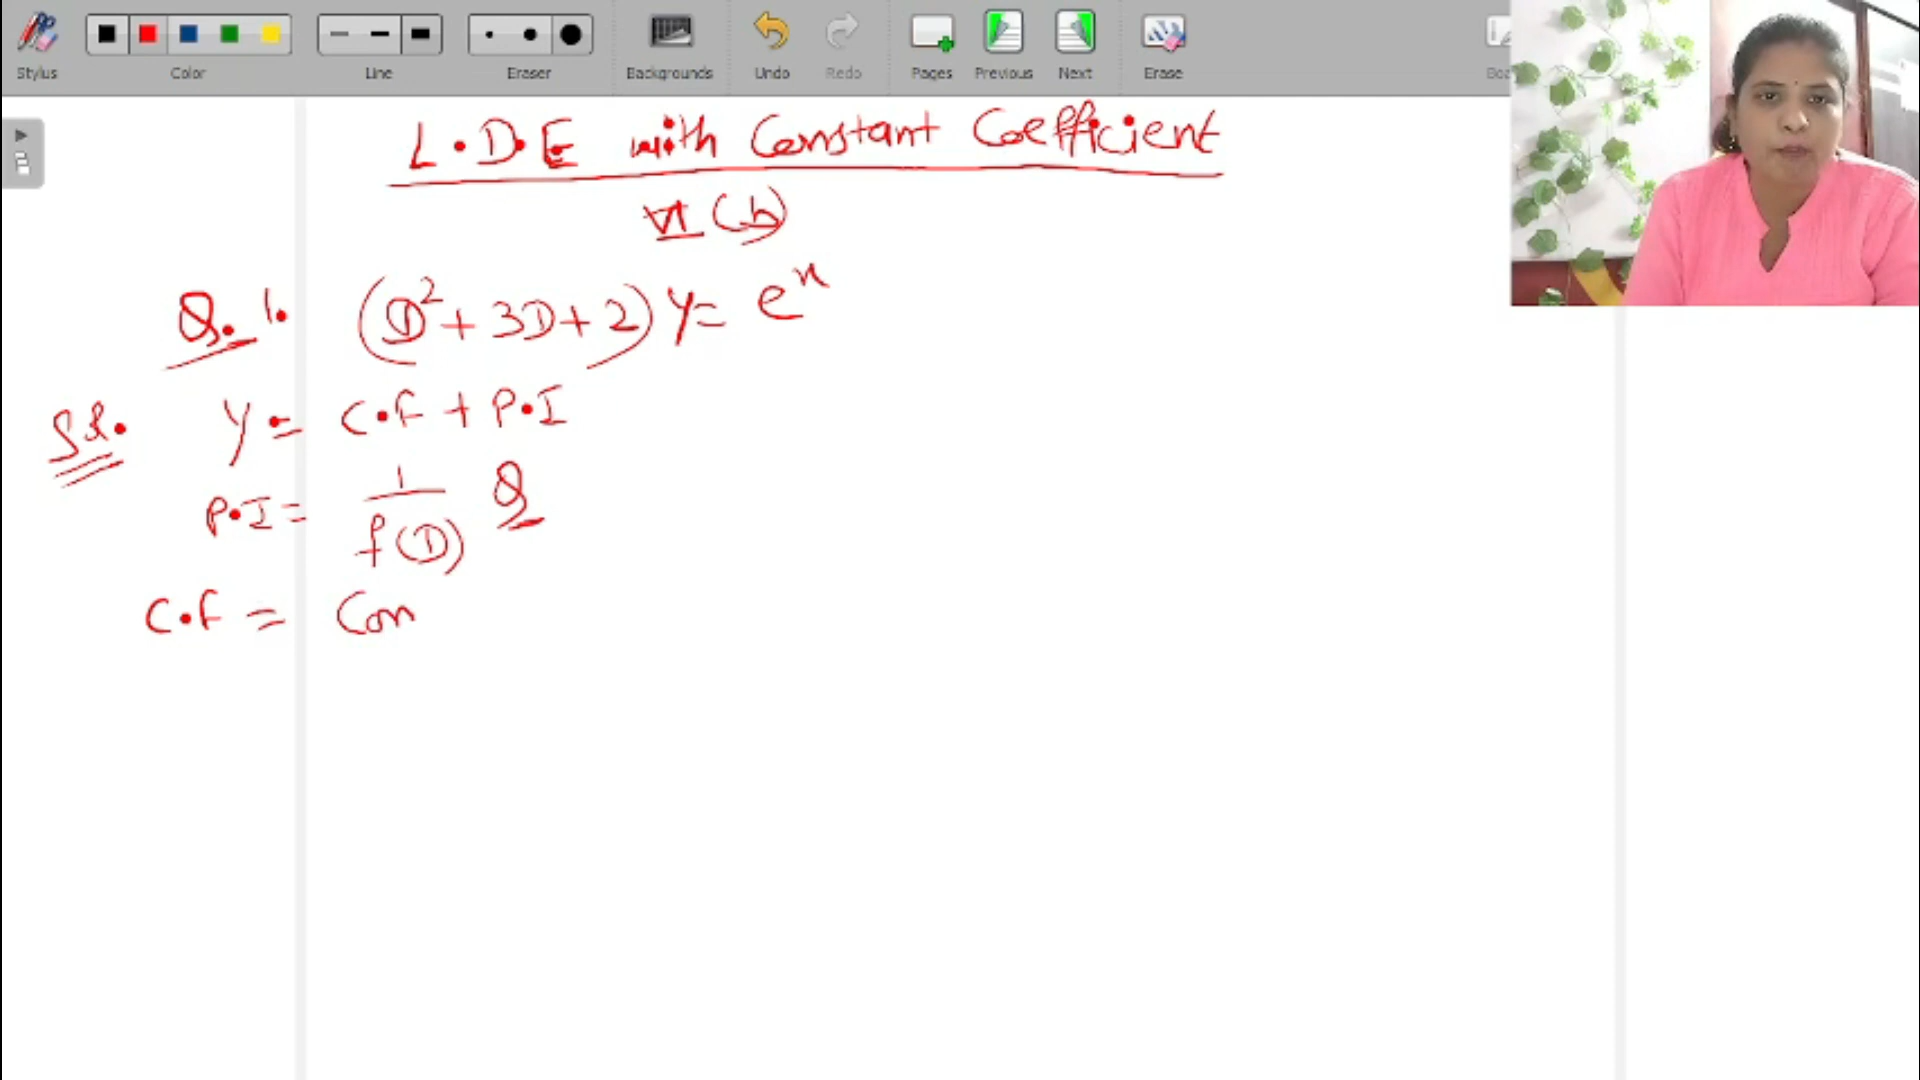 Stylus Color Line Eraser Backgrounds Undo Redo Pages Previous Next Erase
L.D.E with Constant Coefficient
VI (b)
Q. 1. (D² + 3D + 2) y = eˣ
Sol. y = C.F + P.I
P.I = 1/f(D) Q
C.F = Con